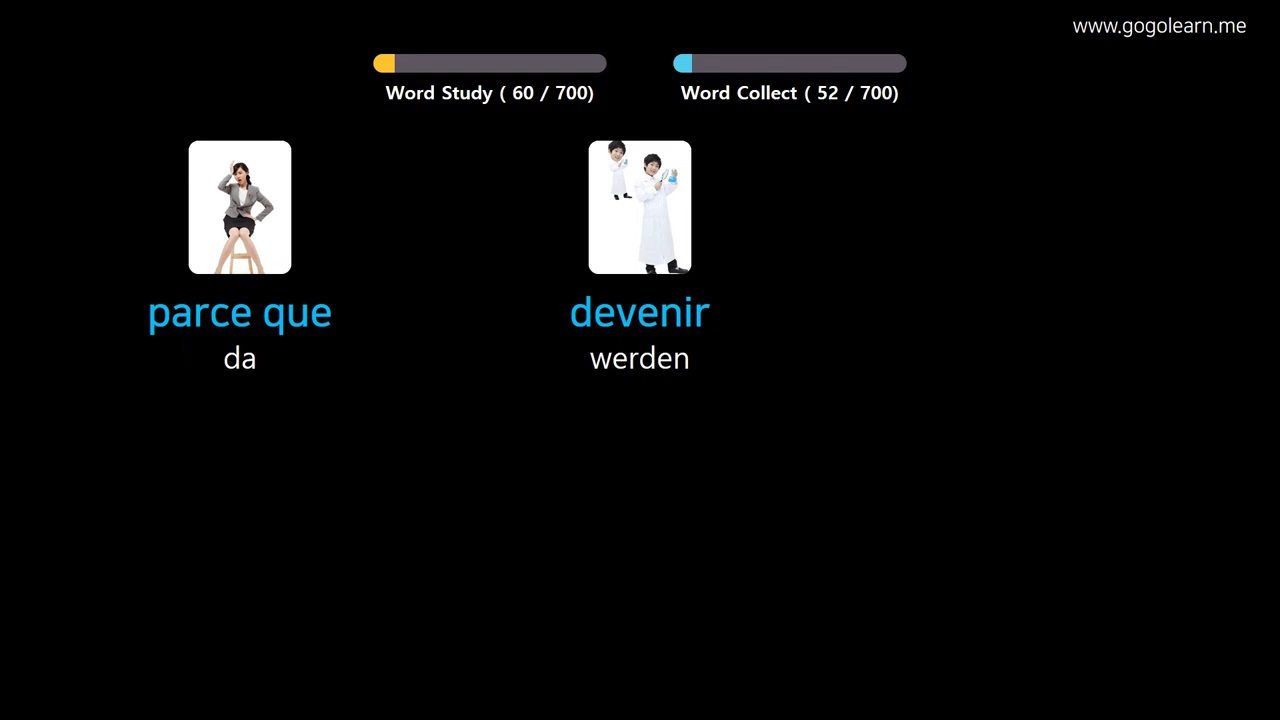 www.gogolearn.me
Word Study ( 60 / 700)
Word Collect ( 52 / 700)
parce que
da
devenir
werden